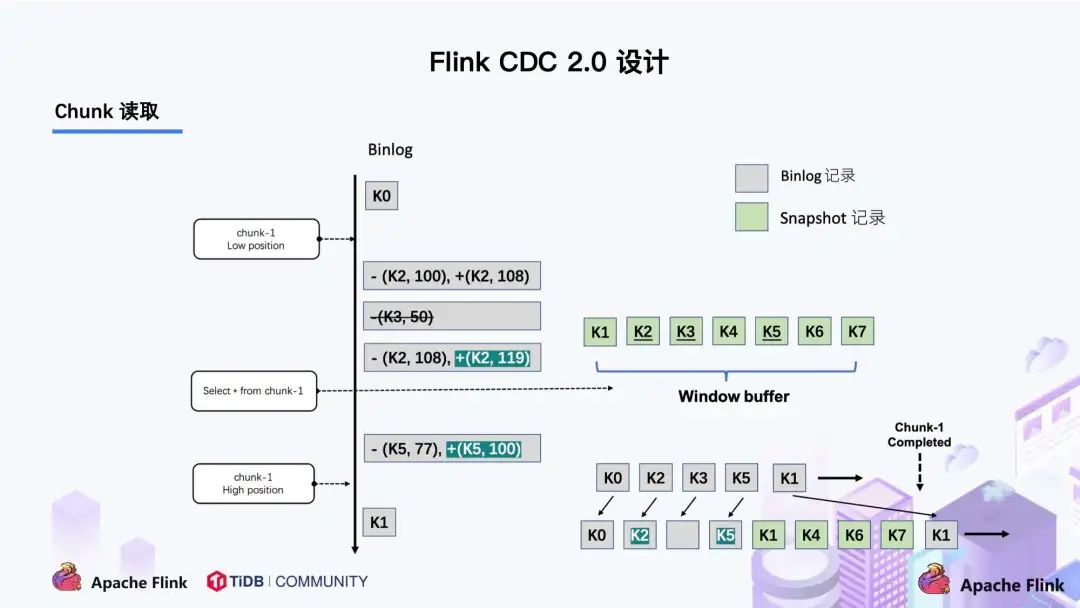 Flink CDC 2.0 设计
Chunk 读取
Binlog
K0
chunk-1
Low position
- (K2, 100), +(K2, 108)
-(K3, 50)
- (K2, 108), +(K2, 119)
Select * from chunk-1
- (K5, 77), +(K5, 100)
chunk-1
High position
K1
Binlog 记录
Snapshot 记录
K1 K2 K3 K4 K5 K6 K7
Window buffer
Chunk-1
Completed
K0 K2 K3 K5 K1
K0 K2 K5 K1 K4 K6 K7 K1
Apache Flink
TiDB | COMMUNITY
Apache Flink